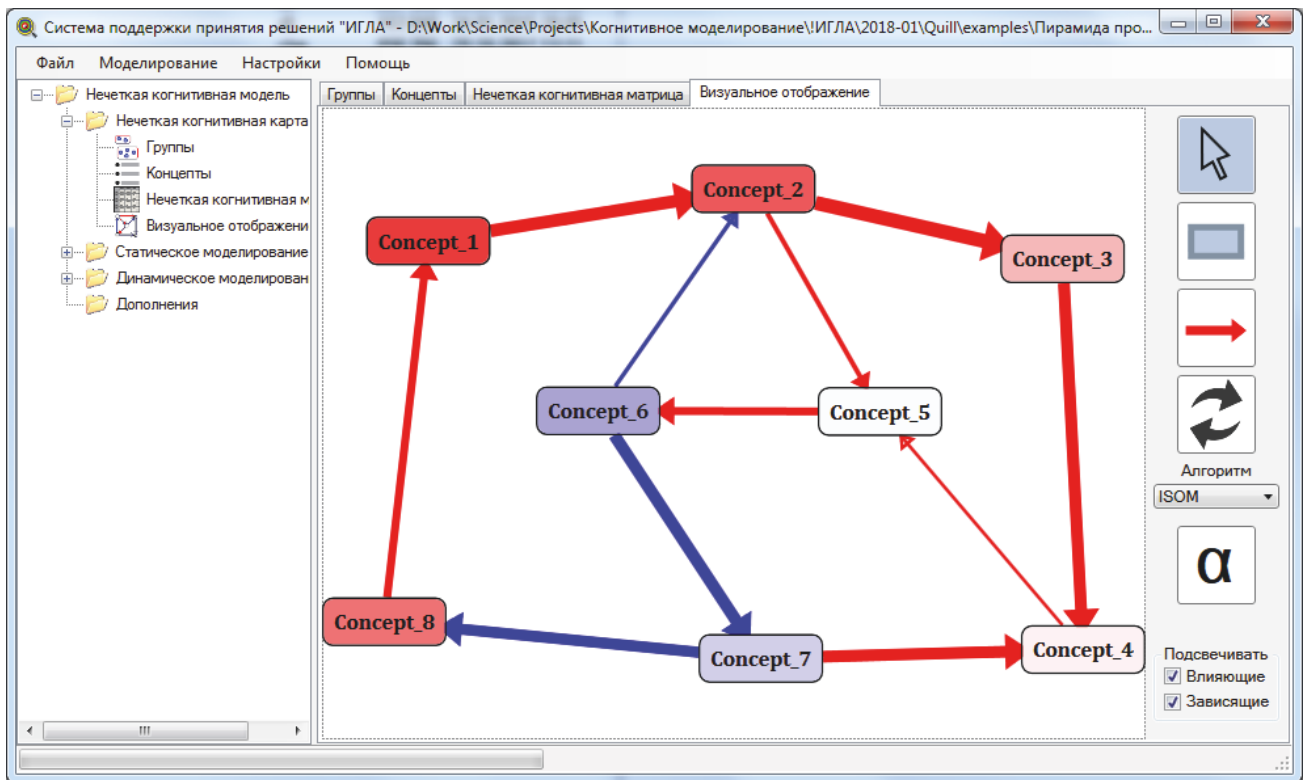 Система поддержки принятия решений "ИГЛА" - D:\Work\Science\Projects\Когнитивное моделирование\!ИГЛА\2018-01\Quill\examples\Пирамида про...
Файл Моделирование Настройки Помощь
Нечеткая когнитивная модель
Нечеткая когнитивная карта
Группы
Концепты
Нечеткая когнитивная м
Визуальное отображени
Статическое моделирование
Динамическое моделирован
Дополнения
Группы Концепты Нечеткая когнитивная матрица Визуальное отображение
Concept_2
Concept_1
Concept_3
Concept_6
Concept_5
Concept_8
Concept_7
Concept_4
Алгоритм
ISOM
α
Подсвечивать
Влияющие
Зависящие